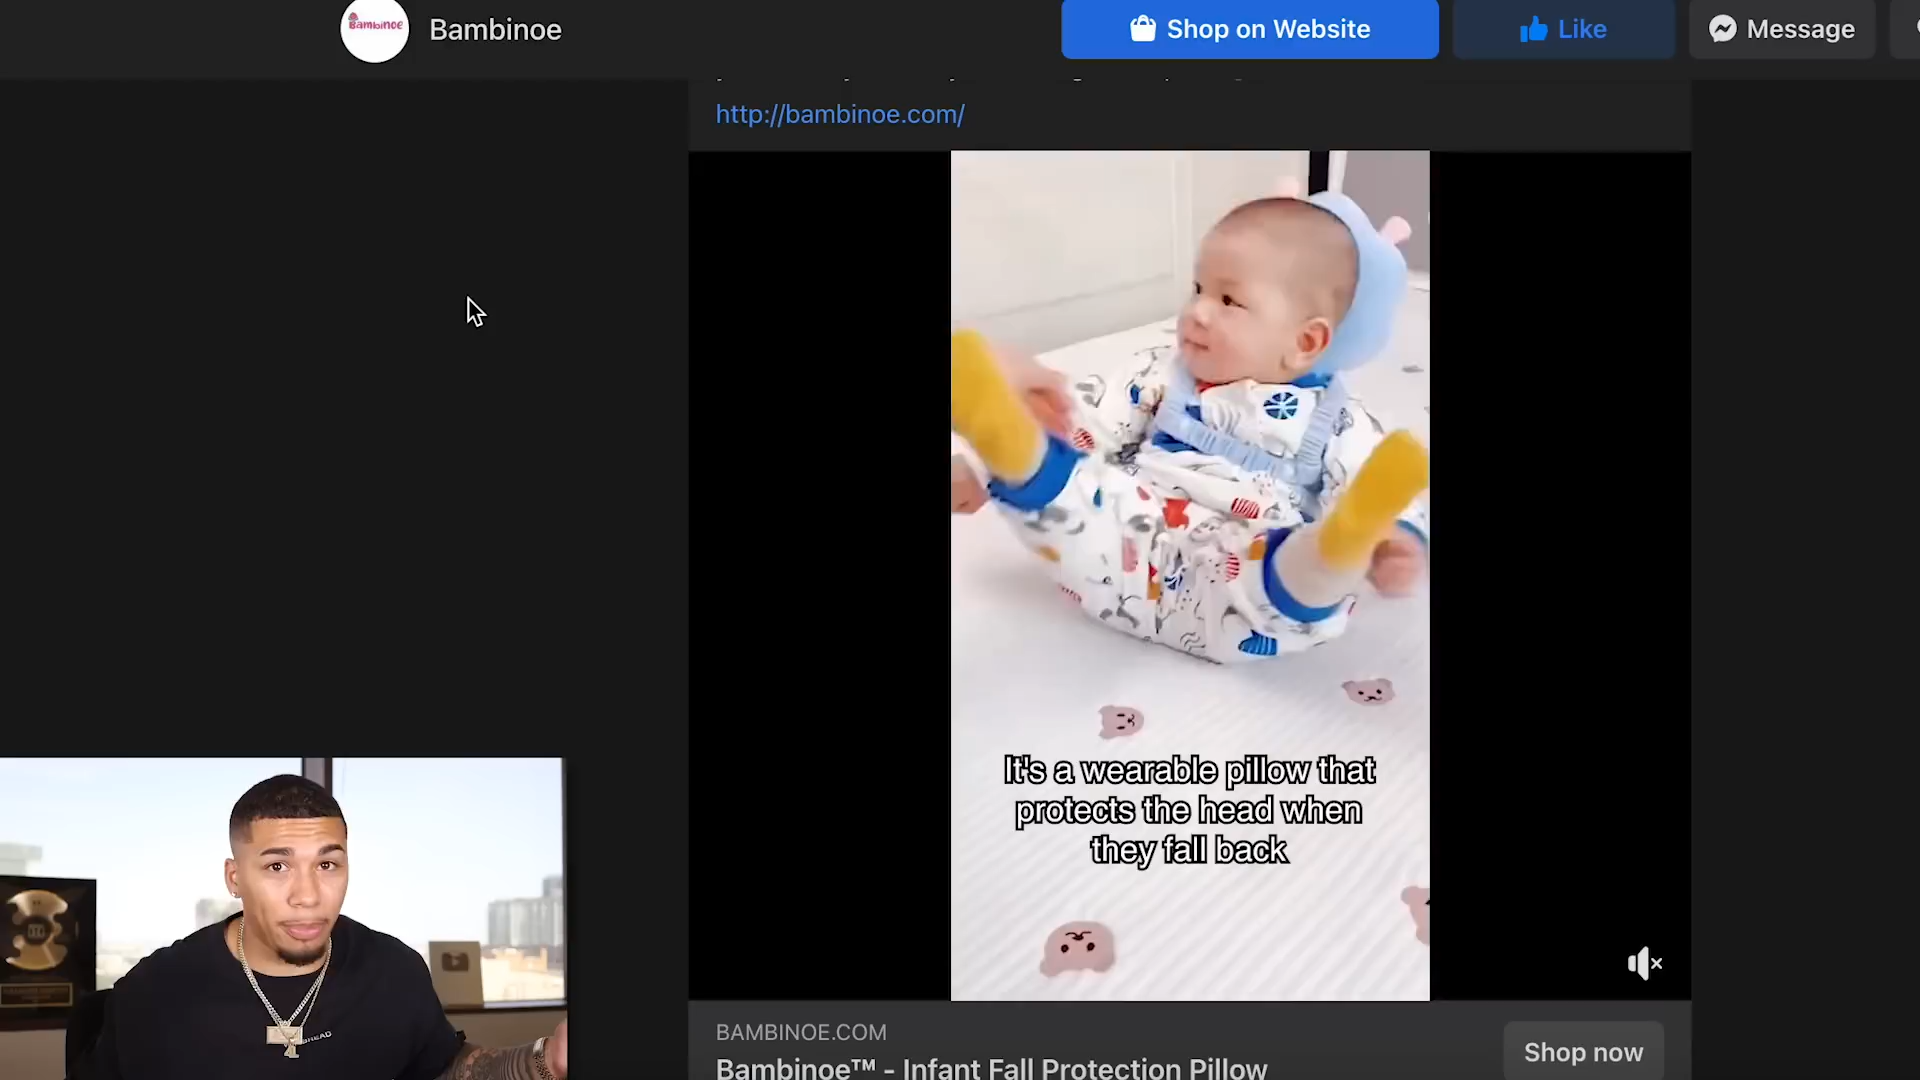 Bambinoe
Bambinoe
Shop on Website
Like
Message
http://bambinoe.com/
It's a wearable pillow that
protects the head when
they fall back
BAMBINOE.COM
Bambinoe™ - Infant Fall Protection Pillow
Shop now